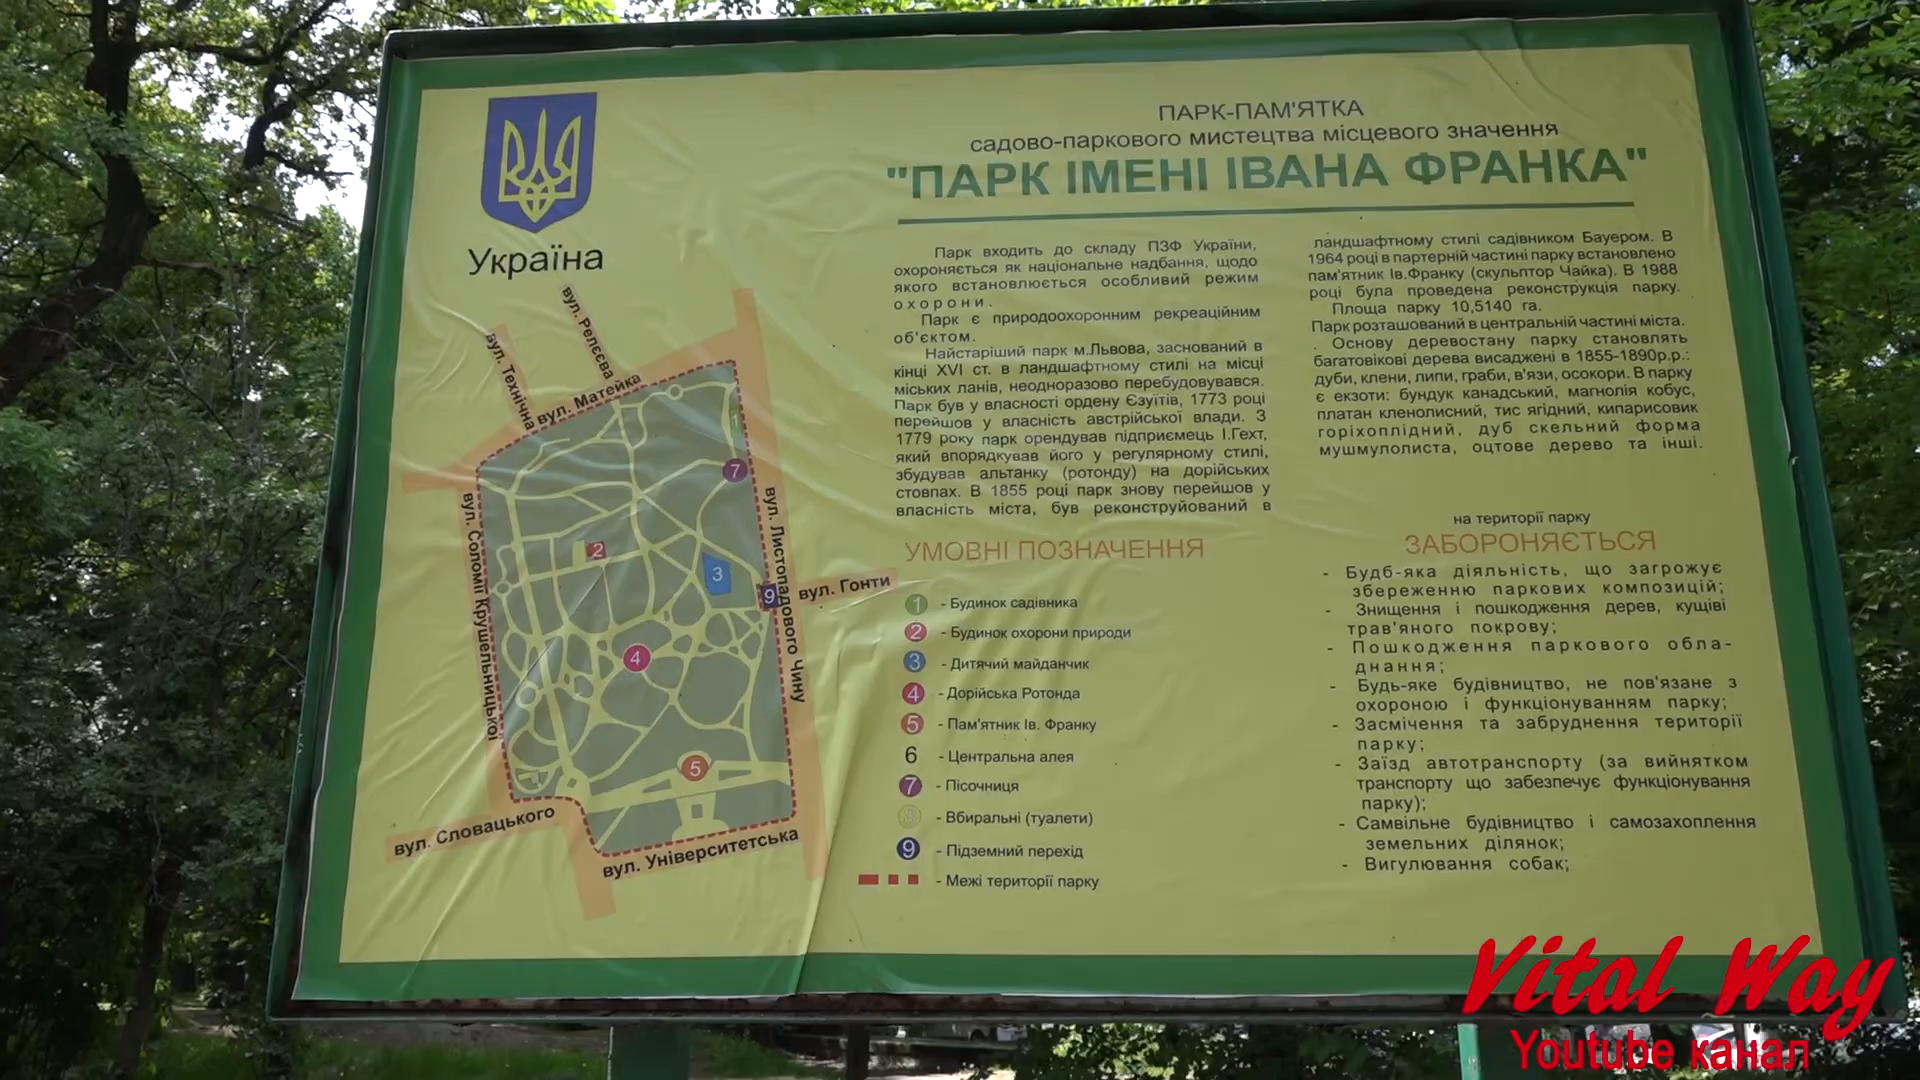 Україна
вул. Технічна
вул. Релєєва
вул. Матейка
вул. Соломії Крушельницької
вул. Листопадового Чину
вул. Гонти
вул. Словацького
вул. Університетська
1
7
2
3
9
4
5
ПАРК-ПАМ'ЯТКА
садово-паркового мистецтва місцевого значення
"ПАРК ІМЕНІ ІВАНА ФРАНКА"
Парк входить до складу ПЗФ України,
охороняється як національне надбання, щодо
якого встановлюється особливий режим
охорони.
Парк є природоохоронним рекреаційним
об'єктом.
Найстаріший парк м.Львова, заснований в
кінці XVI ст. в ландшафтному стилі на місці
міських ланів, неодноразово перебудовувався.
Парк був у власності ордену Єзуїтів, 1773 році
перейшов у власність австрійської влади. З
1779 року парк орендував підприємець І.Гехт,
який впорядкував його у регулярному стилі,
збудував альтанку (ротонду) на дорійських
стовпах. В 1855 році парк знову перейшов у
власність міста, був реконструйований в
ландшафтному стилі садівником Бауером. В
1964 році в партерній частині парку встановлено
пам'ятник Ів.Франку (скульптор Чайка). В 1988
році була проведена реконструкція парку.
Площа парку 10,5140 га.
Парк розташований в центральній частині міста.
. Основу деревостану парку становлять
багатовікові дерева висаджені в 1855-1890р.р.:
дуби, клени, липи, граби, в'язи, осокори. В парку
є екзоти: бундук канадський, магнолія кобус,
платан кленолисний, тис ягідний, кипарисовик
горіхоплідний, дуб скельний форма
мушмулолиста, оцтове дерево та інші.
УМОВНІ ПОЗНАЧЕННЯ
1 - Будинок садівника
2 - Будинок охорони природи
3 - Дитячий майданчик
4 - Дорійська Ротонда
5 - Пам'ятник Ів. Франку
6 - Центральна алея
7 - Пісочниця
8 - Вбиральні (туалети)
9 - Підземний перехід
- Межі території парку
на території парку
ЗАБОРОНЯЄТЬСЯ
- Будб-яка діяльність, що загрожує
збереженню паркових композицій;
- Знищення і пошкодження дерев, кущіві
трав'яного покрову;
- Пошкодження паркового обла-
днання;
- Будь-яке будівництво, не пов'язане з
охороною і функціонуванням парку;
- Засмічення та забруднення території
парку;
- Заїзд автотранспорту (за вийнятком
транспорту що забезпечує функціонування
парку);
- Самвільне будівництво і самозахоплення
земельних ділянок;
- Вигулювання собак;
Vital Way
Youtube канал